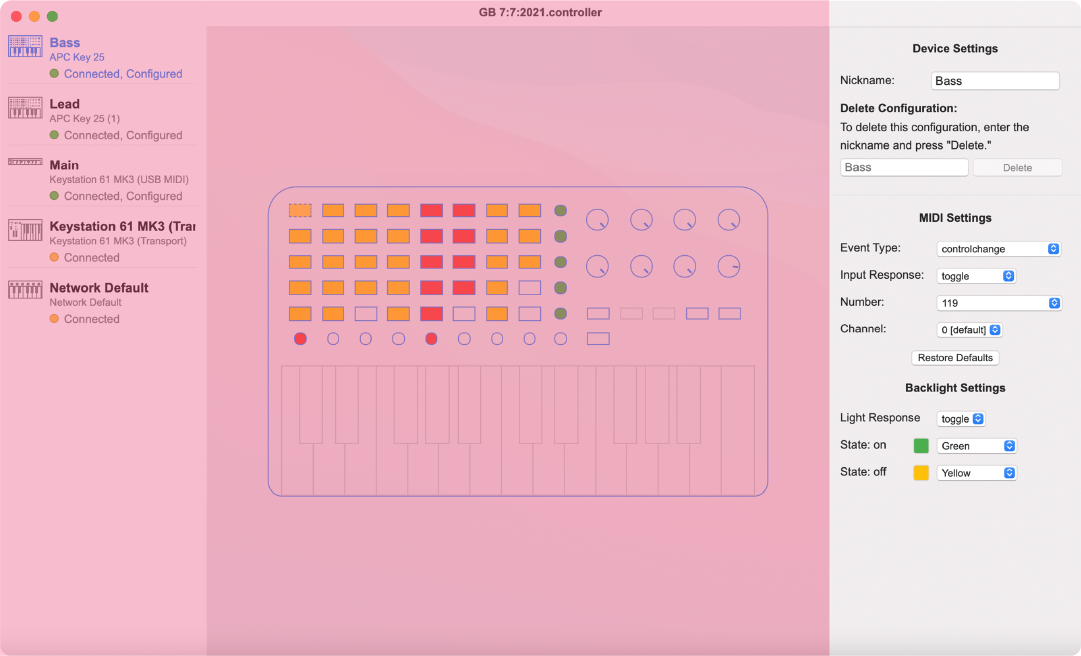 GB 7:7:2021.controller
Bass
APC Key 25
Connected, Configured
Lead
APC Key 25 (1)
Connected, Configured
Main
Keystation 61 MK3 (USB MIDI)
Connected, Configured
Keystation 61 MK3 (Tra
Keystation 61 MK3 (Transport)
Connected
Network Default
Network Default
Connected
Device Settings
Nickname: Bass
Delete Configuration:
To delete this configuration, enter the
nickname and press "Delete."
Bass Delete
MIDI Settings
Event Type: controlchange
Input Response: toggle
Number: 119
Channel: 0 [default]
Restore Defaults
Backlight Settings
Light Response toggle
State: on Green
State: off Yellow